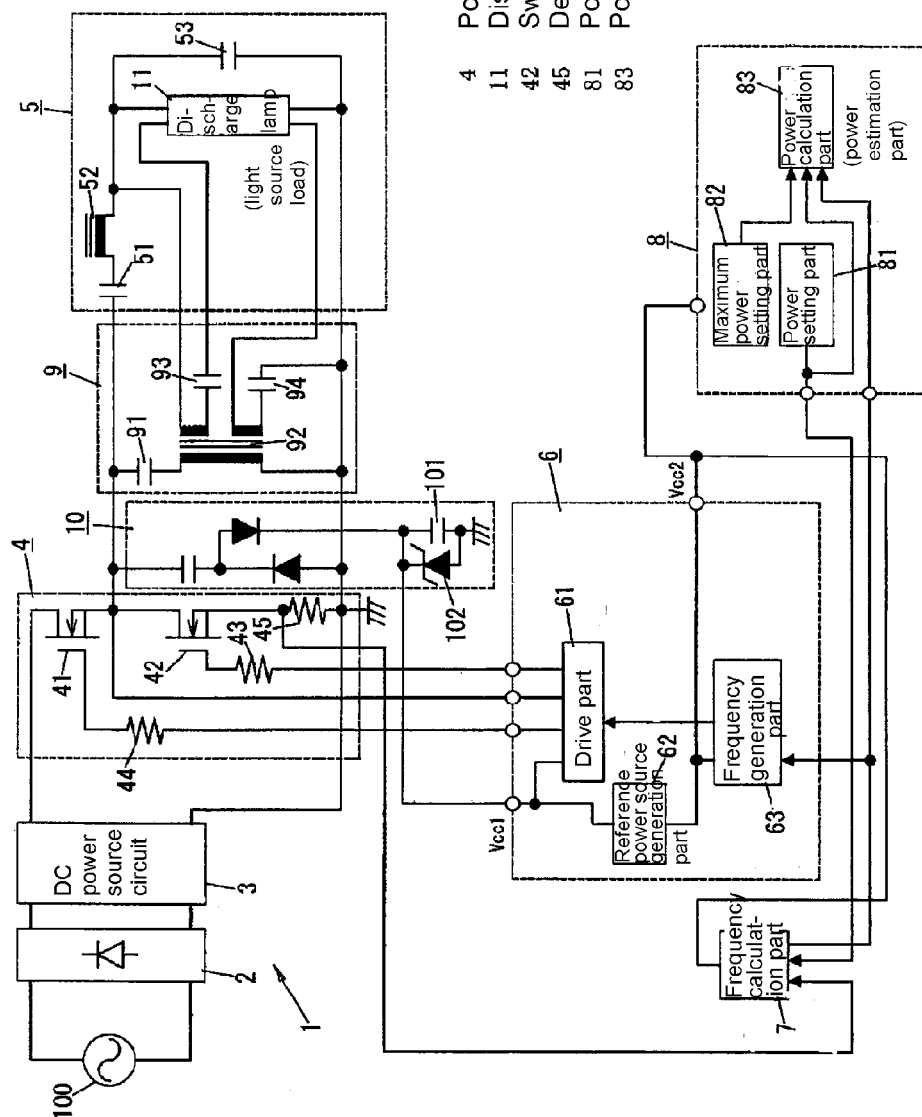 100
1
2
DC
power
source
circuit
3
4
41
42
43
44
45
10
101
102
9
91
92
93
94
5
51
52
53
11
Di-
sch-
arge
lamp
(light
source
load)
4 Po
11 Dis
42 Sw
45 De
81 Po
83 Po
Vcc1
Vcc2
6
Drive part
61
Reference
power source
generation
part
62
Frequency
generation
part
63
Frequency
calculat-
ion part
7
8
Maximum
power
setting part
82
Power
setting part
81
Power
calculation
part
83
(power
estimation
part)